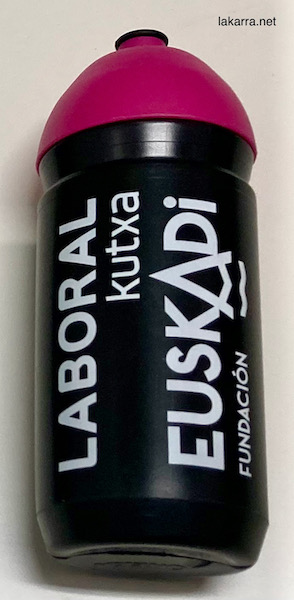 lakarra.net
LABORAL
kutxa
EUSKADi
FUNDACIÓN